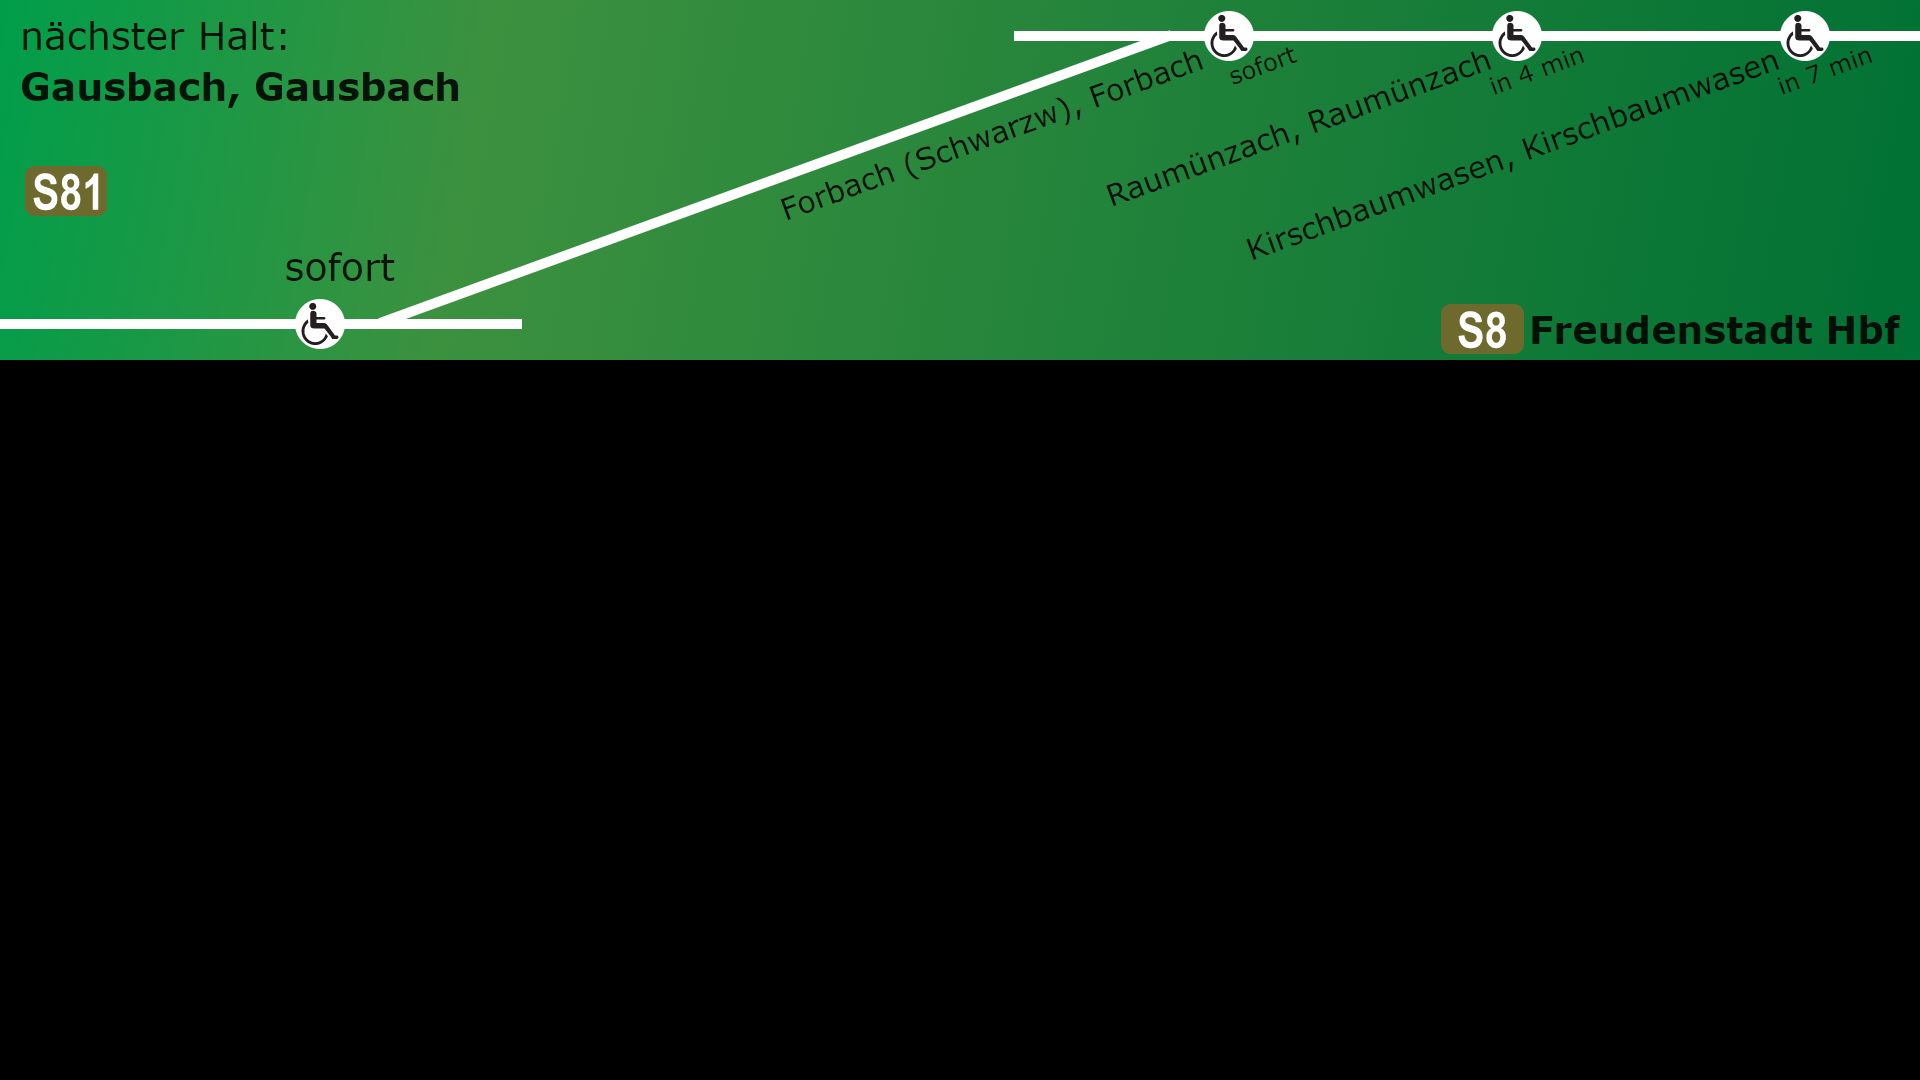 nächster Halt:
Gausbach, Gausbach
S81
sofort
Forbach (Schwarzw), Forbach
sofort
Raumünzach, Raumünzach
in 4 min
Kirschbaumwasen, Kirschbaumwasen
in 7 min
S8 Freudenstadt Hbf